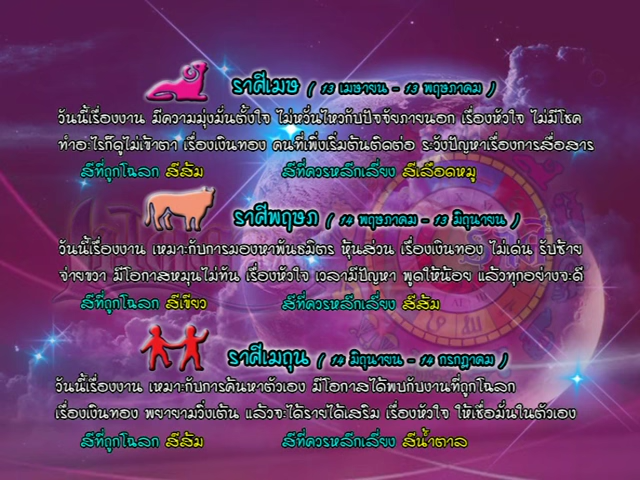 ราศีเมษ ( 13 เมษายน - 13 พฤษภาคม )
วันนี้เรื่องงาน มีความมุ่งมั่นตั้งใจ ไม่หวั่นไหวกับปัจจัยภายนอก เรื่องหัวใจ ไม่มีโชค
ทำอะไรก็ดูไม่เข้าตา เรื่องเงินทอง คนที่เพิ่งเริ่มต้นติดต่อ ระวังปัญหาเรื่องการสื่อสาร
สีที่ถูกโฉลก สีส้ม สีที่ควรหลีกเลี่ยง สีเลือดหมู
ราศีพฤษภ ( 14 พฤษภาคม - 13 มิถุนายน )
วันนี้เรื่องงาน เหมาะกับการมองหาพันธมิตร หุ้นส่วน เรื่องเงินทอง ไม่เด่น รับซ้าย
จ่ายขวา มีโอกาสหมุนไม่ทัน เรื่องหัวใจ เวลามีปัญหา พูดให้น้อย แล้วทุกอย่างจะดี
สีที่ถูกโฉลก สีเขียว สีที่ควรหลีกเลี่ยง สีส้ม
ราศีเมถุน ( 14 มิถุนายน - 14 กรกฎาคม )
วันนี้เรื่องงาน เหมาะกับการค้นหาตัวเอง มีโอกาสได้พบกับงานที่ถูกโฉลก
เรื่องเงินทอง พยายามวิ่งเต้น แล้วจะได้รายได้เสริม เรื่องหัวใจ ให้เชื่อมั่นในตัวเอง
สีที่ถูกโฉลก สีส้ม สีที่ควรหลีกเลี่ยง สีน้ำตาล